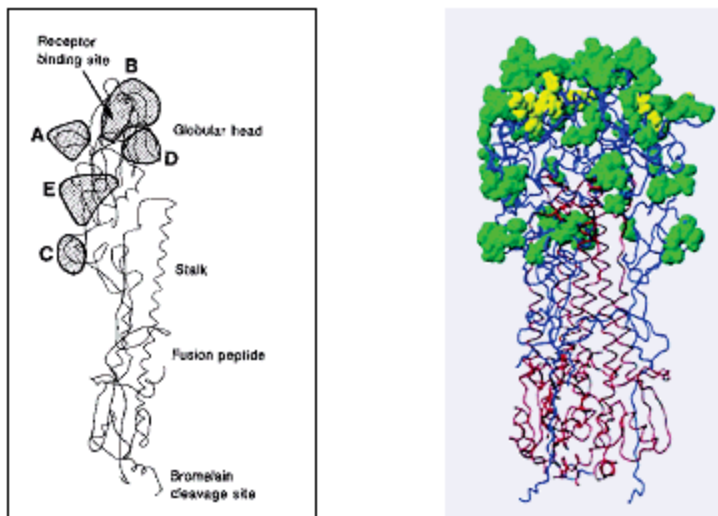 Receptor
binding site
B
A
Globular head
D
E
C
Stalk
Fusion peptide
Bromelain
cleavage site